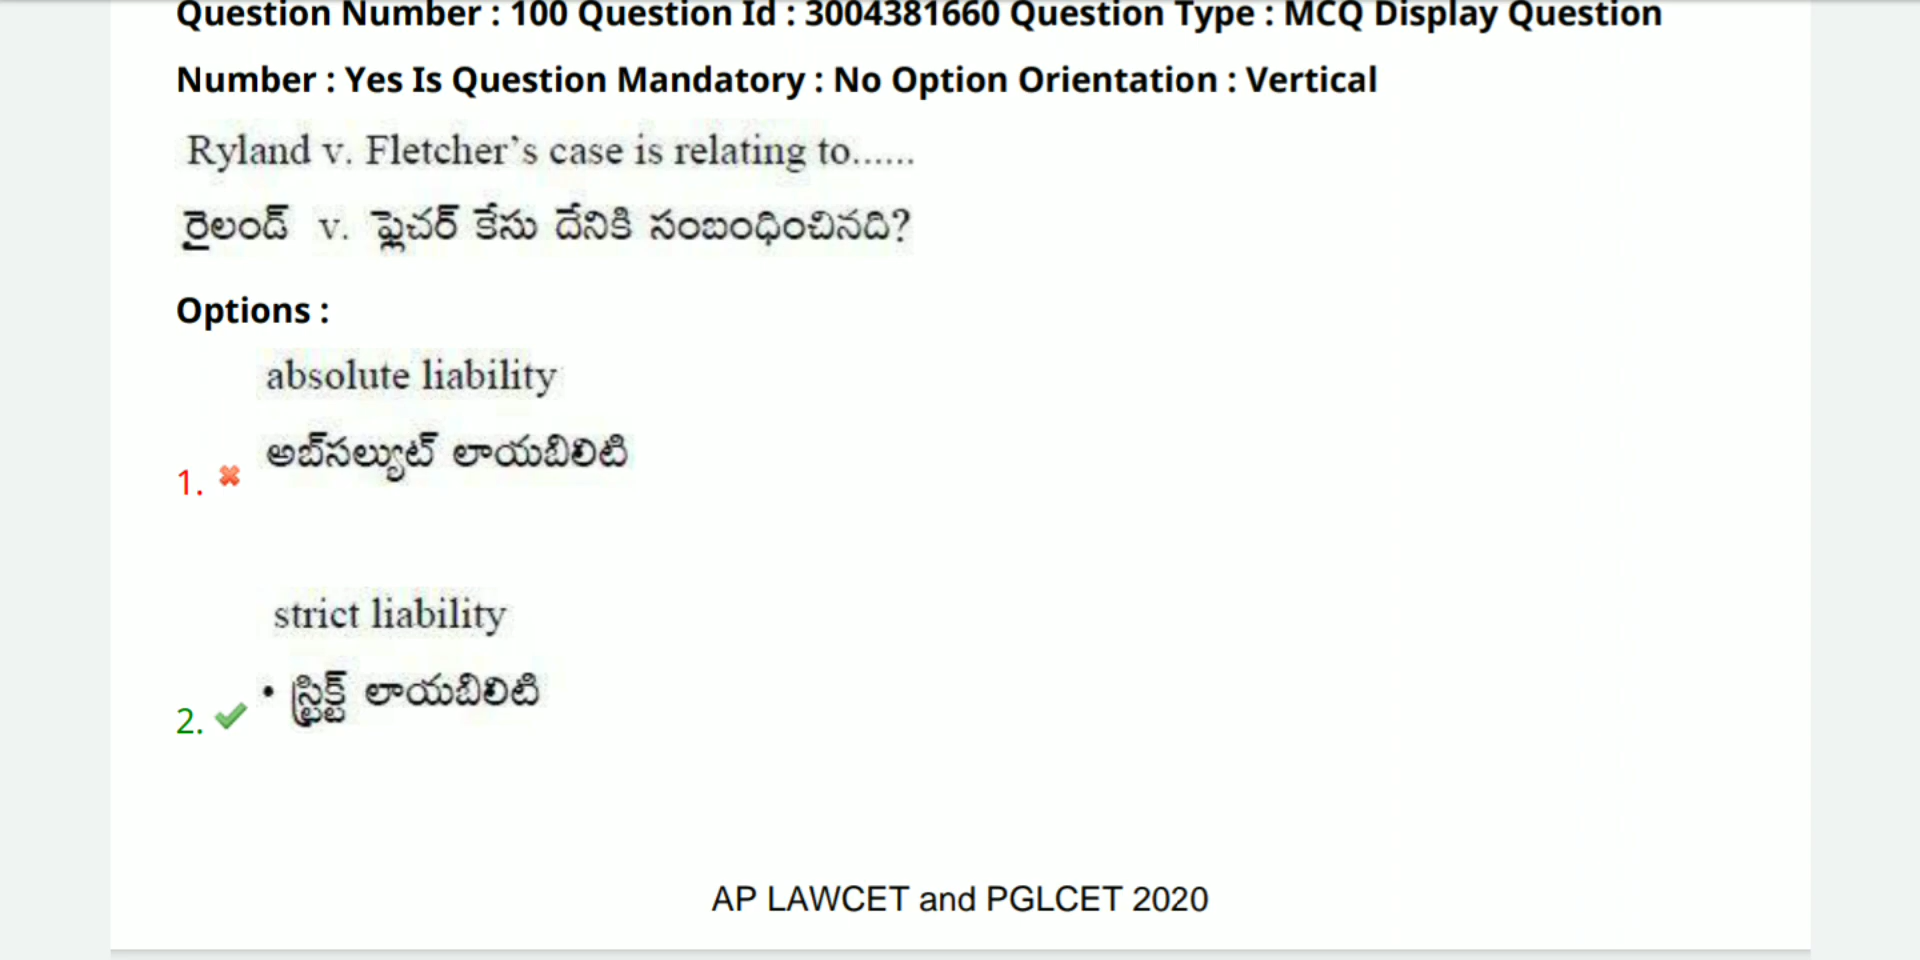 Question Number : 100 Question Id : 3004381660 Question Type : MCQ Display Question
Number : Yes Is Question Mandatory : No Option Orientation : Vertical
Ryland v. Fletcher’s case is relating to......
రైలండ్ v. ఫ్లెచర్ కేసు దేనికి సంబంధించినది?
Options :
absolute liability
అబ్‌సల్యుట్ లాయబిలిటి
1.
strict liability
• స్ట్రిక్ట్ లాయబిలిటి
2.
AP LAWCET and PGLCET 2020